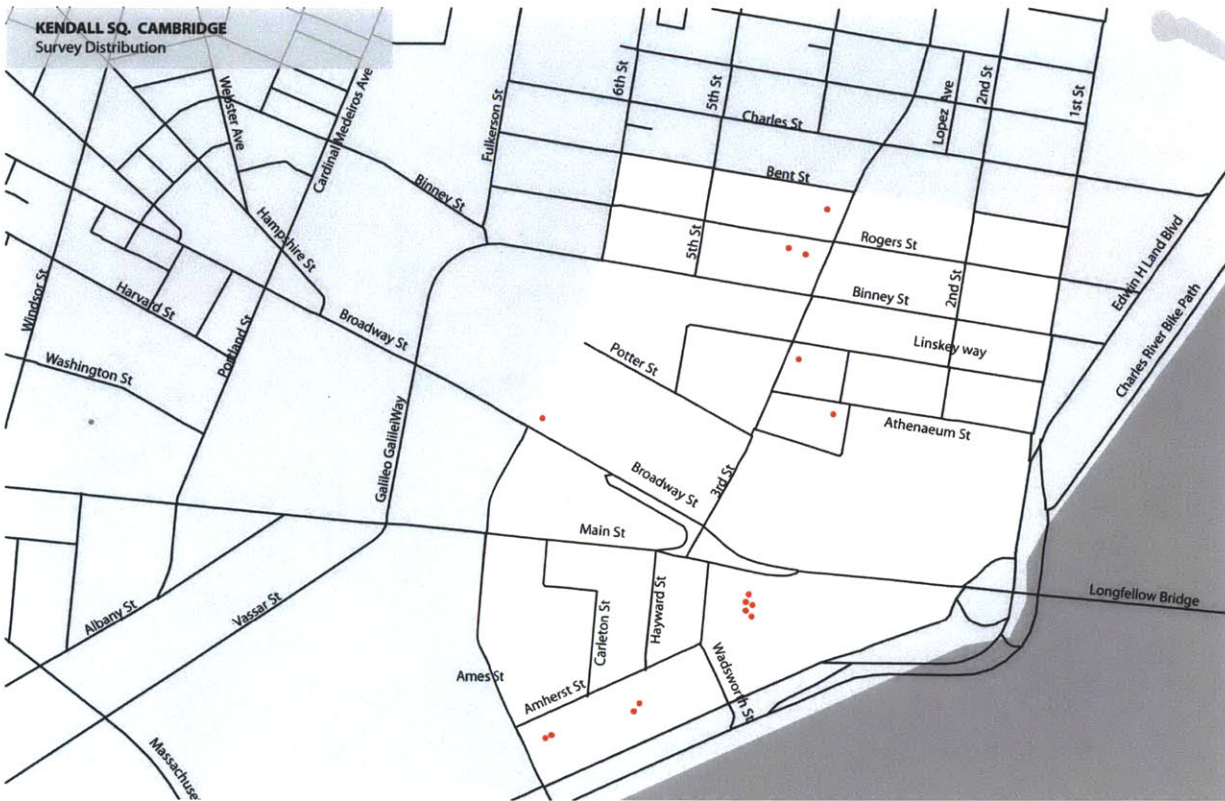 KENDALL SQ. CAMBRIDGE
Survey Distribution
Webster Ave
Cardinal Medeiros Ave
Fulkerson St
6th St
5th St
Charles St
Lopez Ave
2nd St
1st St
Binney St
Bent St
Hampshire St
5th St
Rogers St
Edwin H Land Blvd
Windsor St
Harvard St
Portland St
Broadway St
Binney St
2nd St
Charles River Bike Path
Washington St
Potter St
Linskey way
Galileo GalileiWay
Athenaeum St
Broadway St
3rd St
Main St
Longfellow Bridge
Albany St
Vassar St
Carleton St
Hayward St
Ames St
Amherst St
Wadsworth St
Massachuse